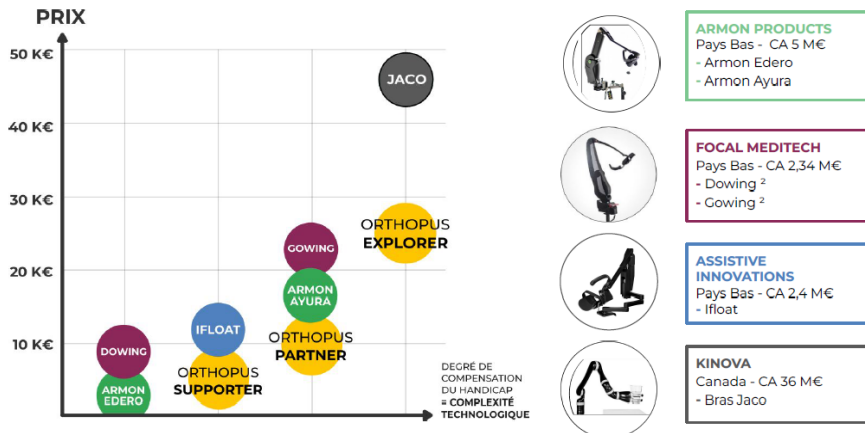 PRIX
50 K€
40 K€
30 K€
20 K€
10 K€
JACO
ORTHOPUS
EXPLORER
GOWING
ARMON
AYURA
ORTHOPUS
PARTNER
IFLOAT
ORTHOPUS
SUPPORTER
DOWING
ARMON
EDERO
DEGRÉ DE
COMPENSATION
DU HANDICAP
= COMPLEXITÉ
TECHNOLOGIQUE
ARMON PRODUCTS
Pays Bas - CA 5 M€
- Armon Edero
- Armon Ayura
FOCAL MEDITECH
Pays Bas - CA 2,34 M€
- Dowing ²
- Gowing ²
ASSISTIVE
INNOVATIONS
Pays Bas - CA 2,4 M€
- Ifloat
KINOVA
Canada - CA 36 M€
- Bras Jaco